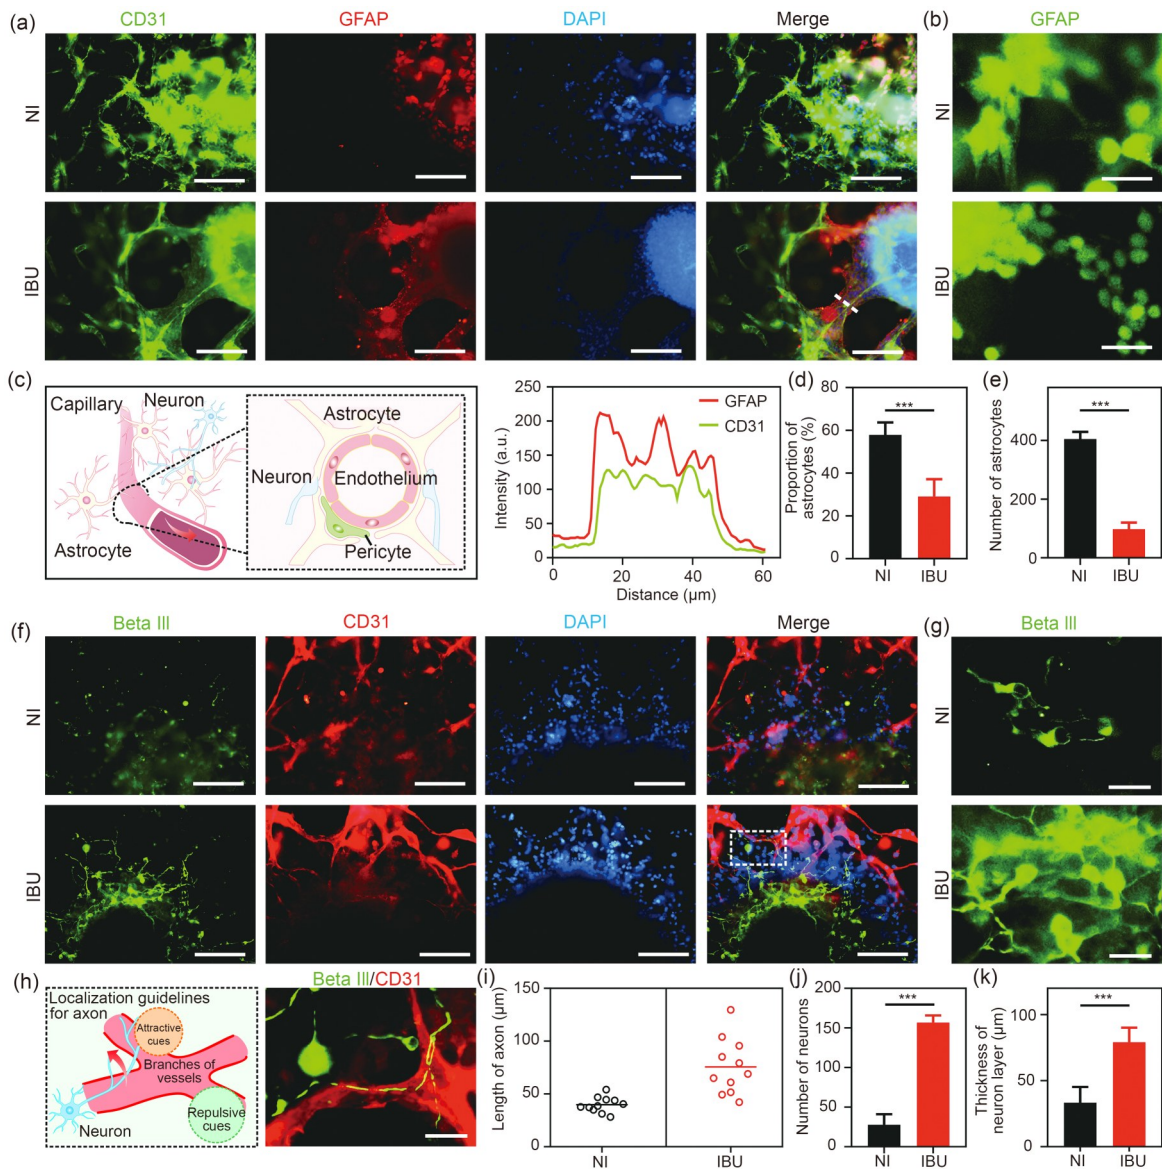 (a) CD31 GFAP DAPI Merge (b) GFAP
NI NI
IBU IBU
(c) Capillary Neuron
Astrocyte
Neuron
Astrocyte
Endothelium
Pericyte
Intensity (a.u.)
250
200
150
100
50
0
GFAP
CD31
0 20 40 60
Distance (µm)
(d) Proportion of
astrocytes (%)
80
60
40
20
0
***
NI IBU
(e) Number of astrocytes
400
200
0
***
NI IBU
(f) Beta III CD31 DAPI Merge (g) Beta III
NI NI
IBU IBU
(h) Localization guidelines
for axon
Attractive
cues
Branches of
vessels
Repulsive
cues
Neuron
Beta III/CD31
(i) Length of axon (µm)
150
100
50
0
NI IBU
(j) Number of neurons
200
150
100
50
0
***
NI IBU
(k) Thickness of
neuron layer (µm)
100
50
0
***
NI IBU